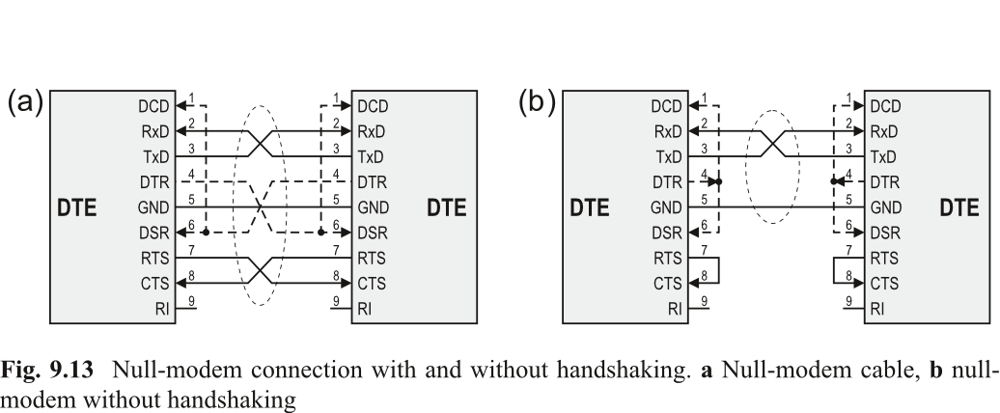 (a) (b)
DCD 1 1 DCD DCD 1 1 DCD
RxD 2 2 RxD RxD 2 2 RxD
TxD 3 3 TxD TxD 3 3 TxD
DTR 4 4 DTR DTR 4 4 DTR
DTE GND 5 5 GND DTE DTE GND 5 5 GND DTE
DSR 6 6 DSR DSR 6 6 DSR
RTS 7 7 RTS RTS 7 7 RTS
CTS 8 8 CTS CTS 8 8 CTS
RI 9 9 RI RI 9 9 RI
Fig. 9.13 Null-modem connection with and without handshaking. a Null-modem cable, b null-
modem without handshaking